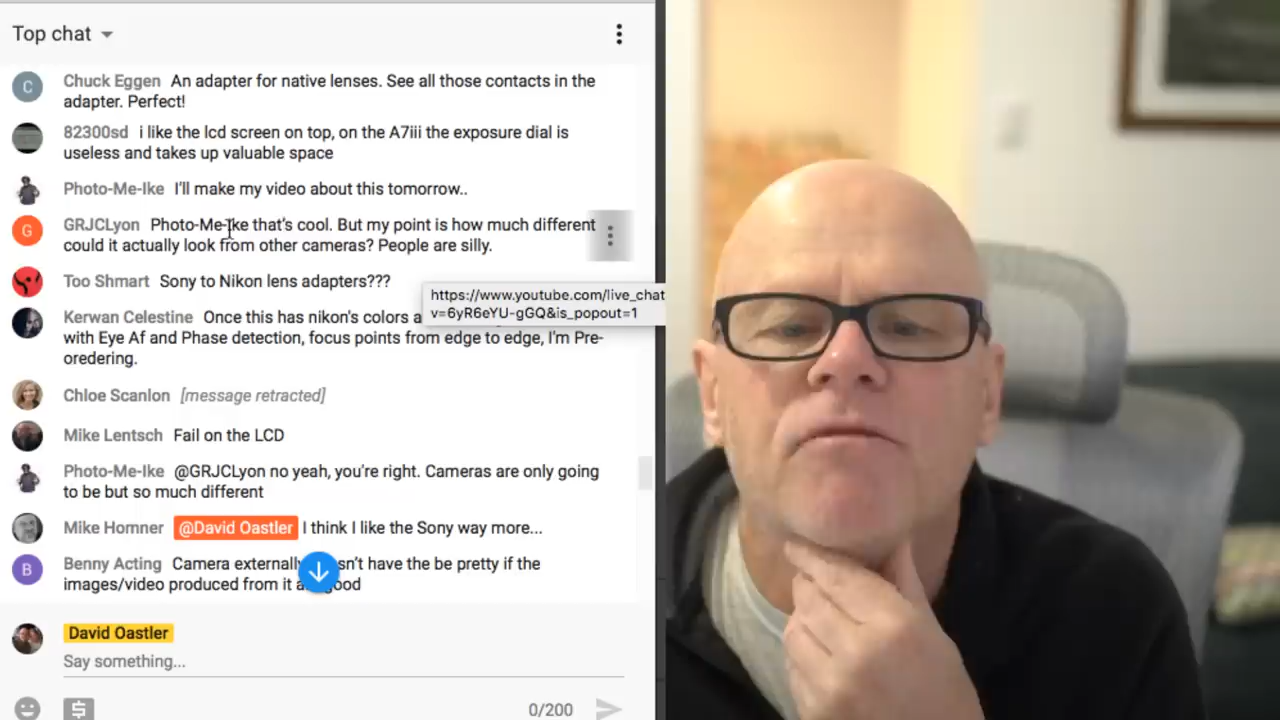 Top chat
Chuck Eggen An adapter for native lenses. See all those contacts in the
adapter. Perfect!
82300sd i like the lcd screen on top, on the A7iii the exposure dial is
useless and takes up valuable space
Photo-Me-Ike I'll make my video about this tomorrow..
GRJCLyon Photo-Me-Ike that's cool. But my point is how much different
could it actually look from other cameras? People are silly.
Too Shmart Sony to Nikon lens adapters???
https://www.youtube.com/live_chat
v=6yR6eYU-gGQ&is_popout=1
Kerwan Celestine Once this has nikon's colors
with Eye Af and Phase detection, focus points from edge to edge, I'm Pre-
oredering.
Chloe Scanlon [message retracted]
Mike Lentsch Fail on the LCD
Photo-Me-Ike @GRJCLyon no yeah, you're right. Cameras are only going
to be but so much different
Mike Homner @David Oastler I think I like the Sony way more...
Benny Acting Camera externally have the be pretty if the
images/video produced from it good
David Oastler
Say something...
0/200